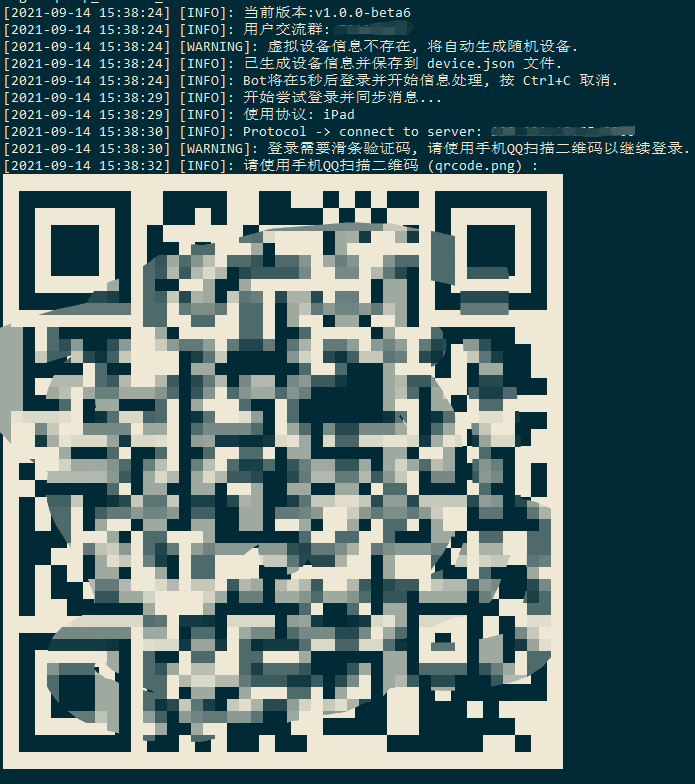 [2021-09-14 15:38:24] [INFO]: 当前版本:v1.0.0-beta6
[2021-09-14 15:38:24] [INFO]: 用户交流群:
[2021-09-14 15:38:24] [WARNING]: 虚拟设备信息不存在, 将自动生成随机设备.
[2021-09-14 15:38:24] [INFO]: 已生成设备信息并保存到 device.json 文件.
[2021-09-14 15:38:24] [INFO]: Bot将在5秒后登录并开始信息处理, 按 Ctrl+C 取消.
[2021-09-14 15:38:29] [INFO]: 开始尝试登录并同步消息...
[2021-09-14 15:38:29] [INFO]: 使用协议: iPad
[2021-09-14 15:38:30] [INFO]: Protocol -> connect to server:
[2021-09-14 15:38:30] [WARNING]: 登录需要滑条验证码, 请使用手机QQ扫描二维码以继续登录.
[2021-09-14 15:38:32] [INFO]: 请使用手机QQ扫描二维码 (qrcode.png) :